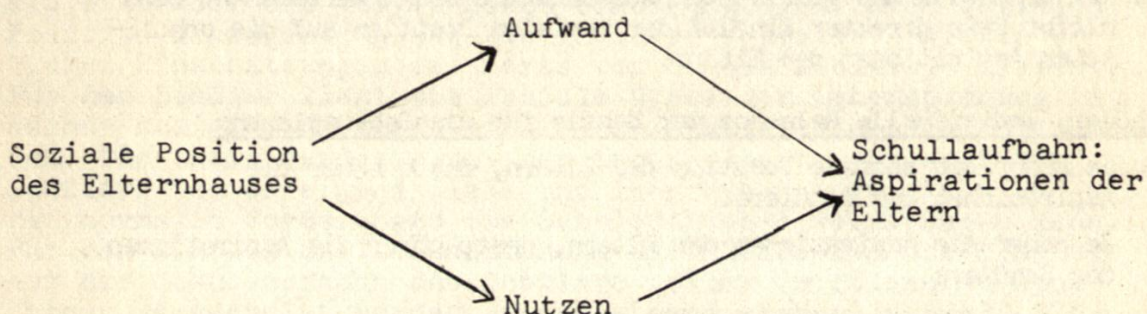 Aufwand
Soziale Position
des Elternhauses
Schullaufbahn:
Aspirationen der
Eltern
Nutzen